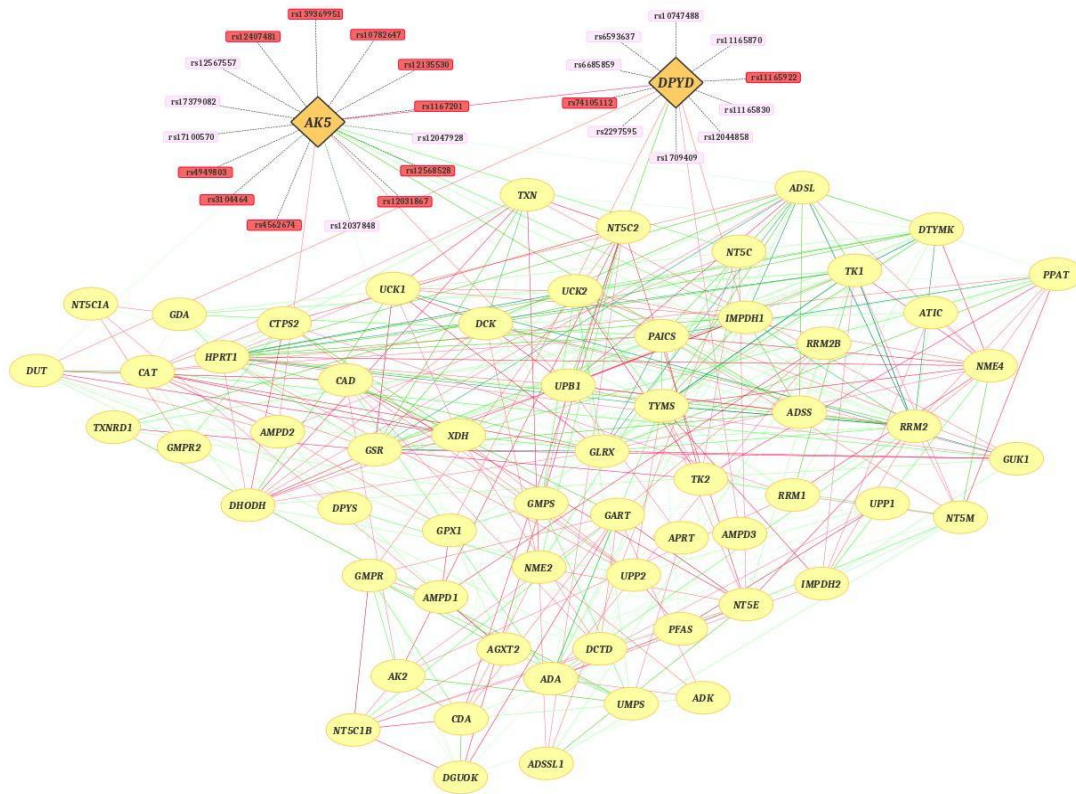 rs139369951
rs12407481
rs10782647
rs10747488
rs6593637
rs11165870
rs12567557
rs12135530
rs6685859
rs11165922
DPYD
rs17379082
rs1167201
rs74105112
rs11165830
AK5
rs17100570
rs12047928
rs2297595
rs12044858
rs4949803
rs12568528
rs1709409
rs3104464
rs12031867
rs4562674
rs12037848
TXN
ADSL
NT5C2
DTYMK
NT5C
TK1
PPAT
UCK1
UCK2
NT5C1A
GDA
CTPS2
DCK
IMPDH1
ATIC
PAICS
RRM2B
HPRT1
DUT
CAT
CAD
UPB1
NME4
TYMS
ADSS
TXNRD1
AMPD2
GMPR2
XDH
GSR
GLRX
RRM2
GUK1
TK2
DHODH
DPYS
GMPS
GART
RRM1
UPP1
NT5M
GPX1
APRT
AMPD3
GMPR
NME2
UPP2
IMPDH2
AMPD1
NT5E
PFAS
AGXT2
DCTD
AK2
ADA
ADK
UMPS
NT5C1B
CDA
ADSSL1
DGUOK